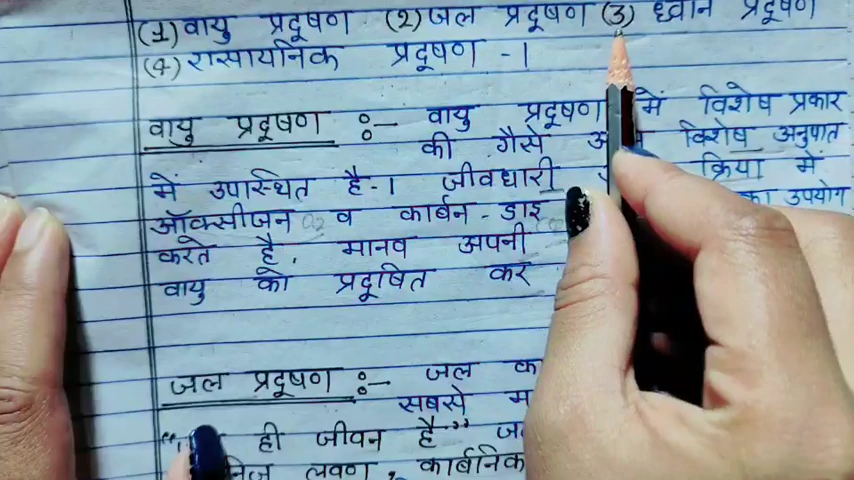 (1) वायु प्रदूषण (2) जल प्रदूषण (3) ध्वनि प्रदूषण
(4) रासायनिक प्रदूषण -।
वायु प्रदूषण :- वायु प्रदूषण में विशेष प्रकार
की गैसे विशेष अनुपात
में उपास्थित है-। जीवधारी क्रिया में
ऑक्सीजन O2 व कार्बन - डाइ का उपयोग
करते है, मानव अपनी
वायु को प्रदूषित कर
जल प्रदूषण :- जल
सबसे
ही जीवन है”
लवण, कार्बनिक